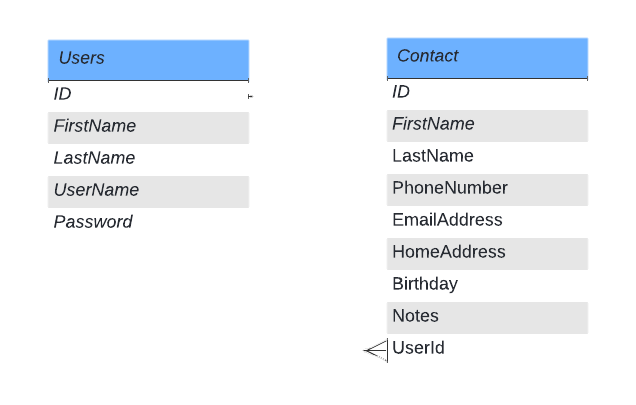 Users
ID
FirstName
LastName
UserName
Password
Contact
ID
FirstName
LastName
PhoneNumber
EmailAddress
HomeAddress
Birthday
Notes
UserId